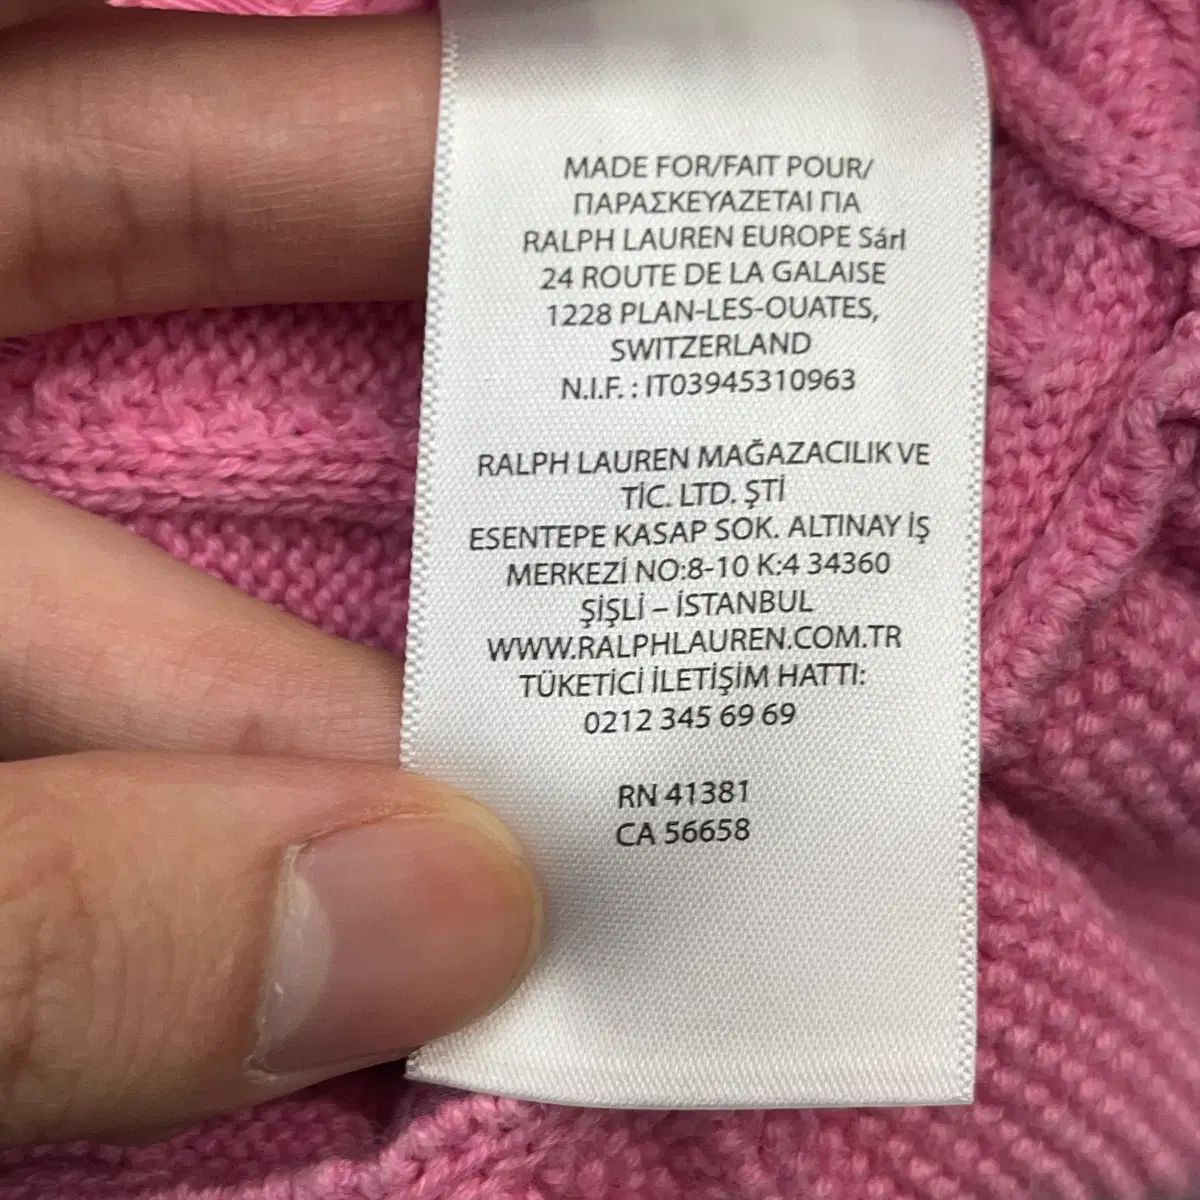 MADE FOR/FAIT POUR/
ΠΑΡΑΣΚΕΥΑΖΕΤΑΙ ΓΙΑ
RALPH LAUREN EUROPE Sárl
24 ROUTE DE LA GALAISE
1228 PLAN-LES-OUATES,
SWITZERLAND
N.I.F. : IT03945310963
RALPH LAUREN MAĞAZACILIK VE
TİC. LTD. ŞTİ
ESENTEPE KASAP SOK. ALTINAY İŞ
MERKEZİ NO:8-10 K:4 34360
ŞİŞLİ – İSTANBUL
WWW.RALPHLAUREN.COM.TR
TÜKETİCİ İLETİŞİM HATTI:
0212 345 69 69
RN 41381
CA 56658